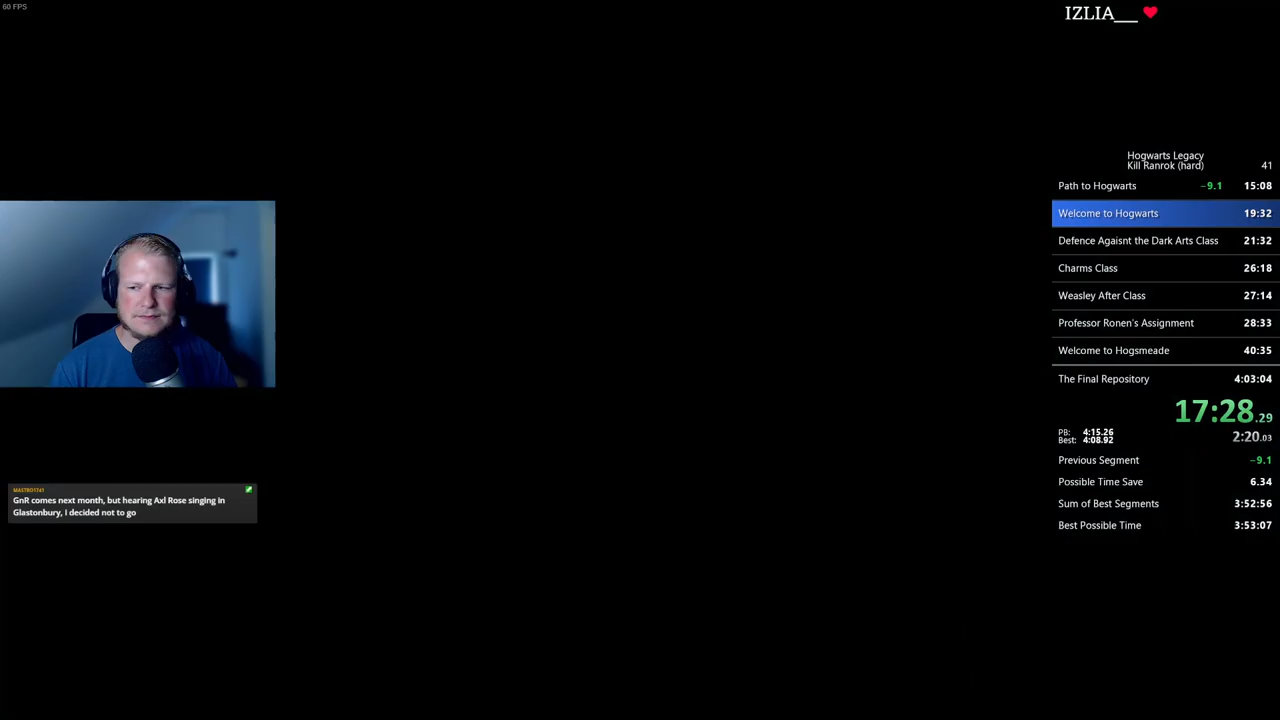 60 FPS
IZLIA__ ❤
Hogwarts Legacy
Kill Ranrok (hard) 41
Path to Hogwarts −9.1 15:08
Welcome to Hogwarts 19:32
Defence Agaisnt the Dark Arts Class 21:32
Charms Class 26:18
Weasley After Class 27:14
Professor Ronen's Assignment 28:33
Welcome to Hogsmeade 40:35
The Final Repository 4:03:04
17:28.29
PB: 4:15.26
Best: 4:08.92
2:20.03
Previous Segment −9.1
Possible Time Save 6.34
Sum of Best Segments 3:52:56
Best Possible Time 3:53:07
MASTRO1741
GnR comes next month, but hearing Axl Rose singing in
Glastonbury, I decided not to go